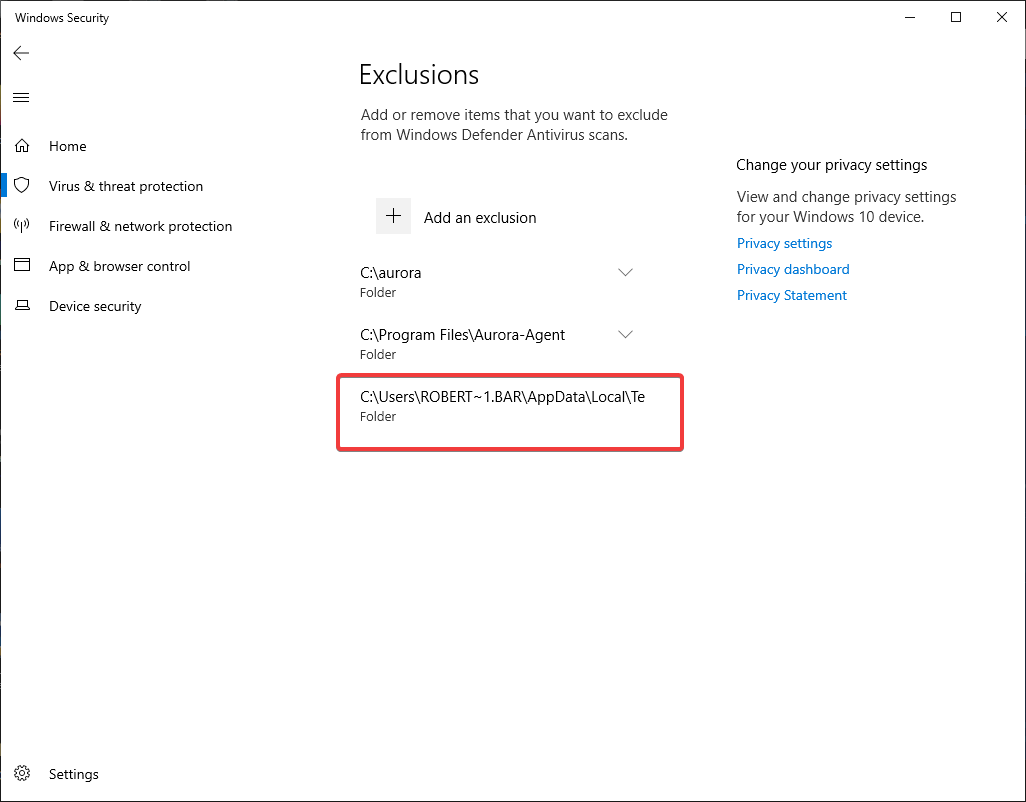 Windows Security
Exclusions
Add or remove items that you want to exclude
from Windows Defender Antivirus scans.
Add an exclusion
C:\aurora
Folder
C:\Program Files\Aurora-Agent
Folder
C:\Users\ROBERT~1.BAR\AppData\Local\Te
Folder
Home
Virus & threat protection
Firewall & network protection
App & browser control
Device security
Settings
Change your privacy settings
View and change privacy settings
for your Windows 10 device.
Privacy settings
Privacy dashboard
Privacy Statement